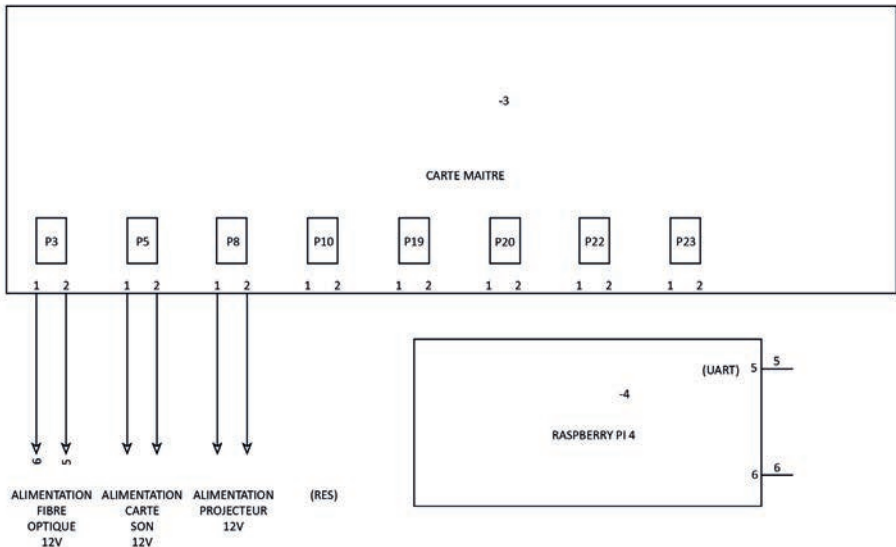 -3
CARTE MAITRE
P3 P5 P8 P10 P19 P20 P22 P23
1 2 1 2 1 2 1 2 1 2 1 2 1 2 1 2
(UART) 5 5
-4
RASPBERRY PI 4
6 5
6 6
ALIMENTATION
FIBRE
OPTIQUE
12V
ALIMENTATION
CARTE
SON
12V
ALIMENTATION
PROJECTEUR
12V
(RES)